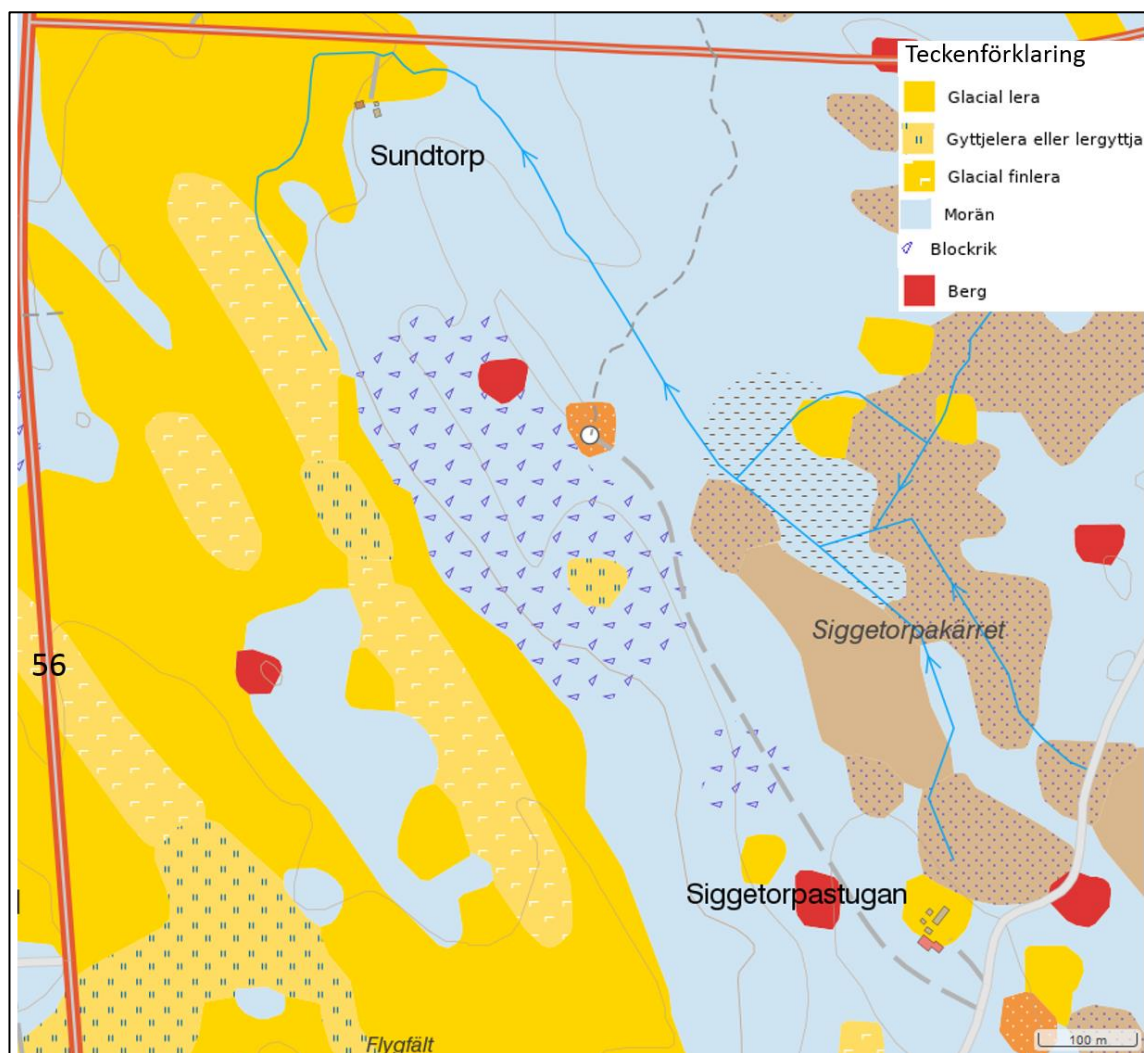 Teckenförklaring
Glacial lera
Gyttjelera eller lergyttja
Glacial finlera
Morän
Blockrik
Berg
Sundtorp
Siggetorpakärret
56
Siggetorpastugan
Flygfält
100 m